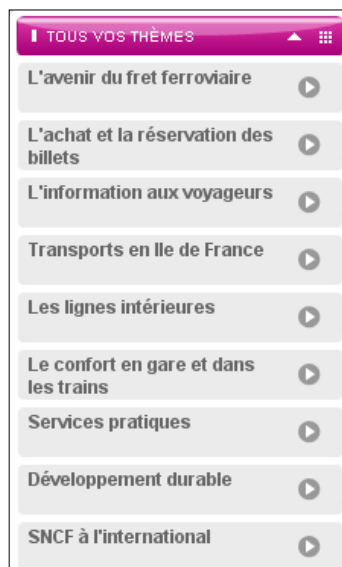 TOUS VOS THÈMES
L'avenir du fret ferroviaire
L'achat et la réservation des
billets
L'information aux voyageurs
Transports en Ile de France
Les lignes intérieures
Le confort en gare et dans
les trains
Services pratiques
Développement durable
SNCF à l'international